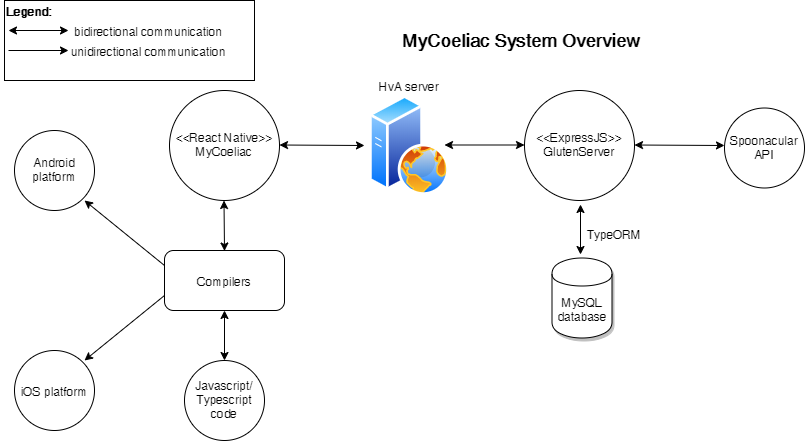 Legend:
bidirectional communication
unidirectional communication
MyCoeliac System Overview
HvA server
<<React Native>>
MyCoeliac
<<ExpressJS>>
GlutenServer
Spoonacular
API
Android
platform
TypeORM
Compilers
MySQL
database
iOS platform
Javascript/
Typescript
code